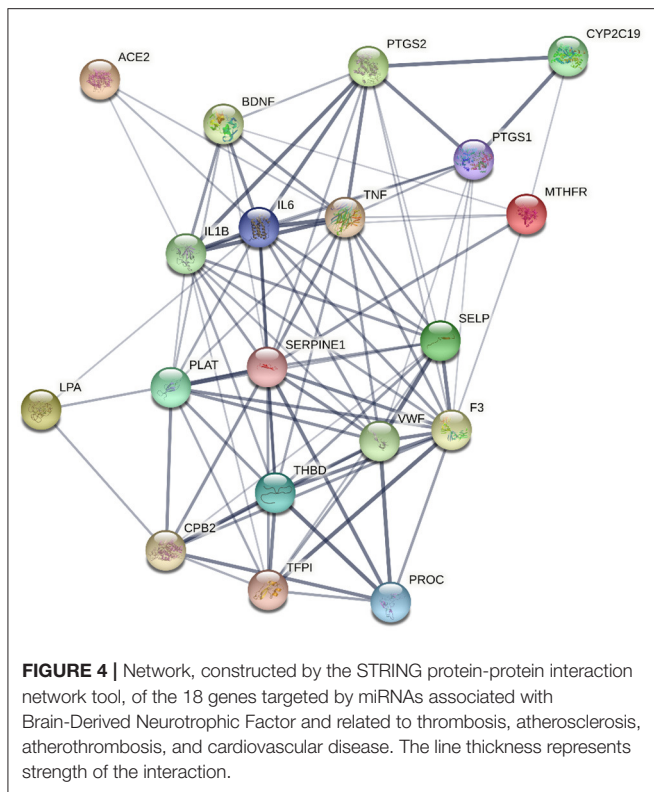 CYP2C19
PTGS2
ACE2
BDNF
PTGS1
MTHFR
IL6
TNF
IL1B
SELP
SERPINE1
PLAT
LPA
F3
VWF
THBD
CPB2
TFPI
PROC
FIGURE 4 | Network, constructed by the STRING protein-protein interaction
network tool, of the 18 genes targeted by miRNAs associated with
Brain-Derived Neurotrophic Factor and related to thrombosis, atherosclerosis,
atherothrombosis, and cardiovascular disease. The line thickness represents
strength of the interaction.